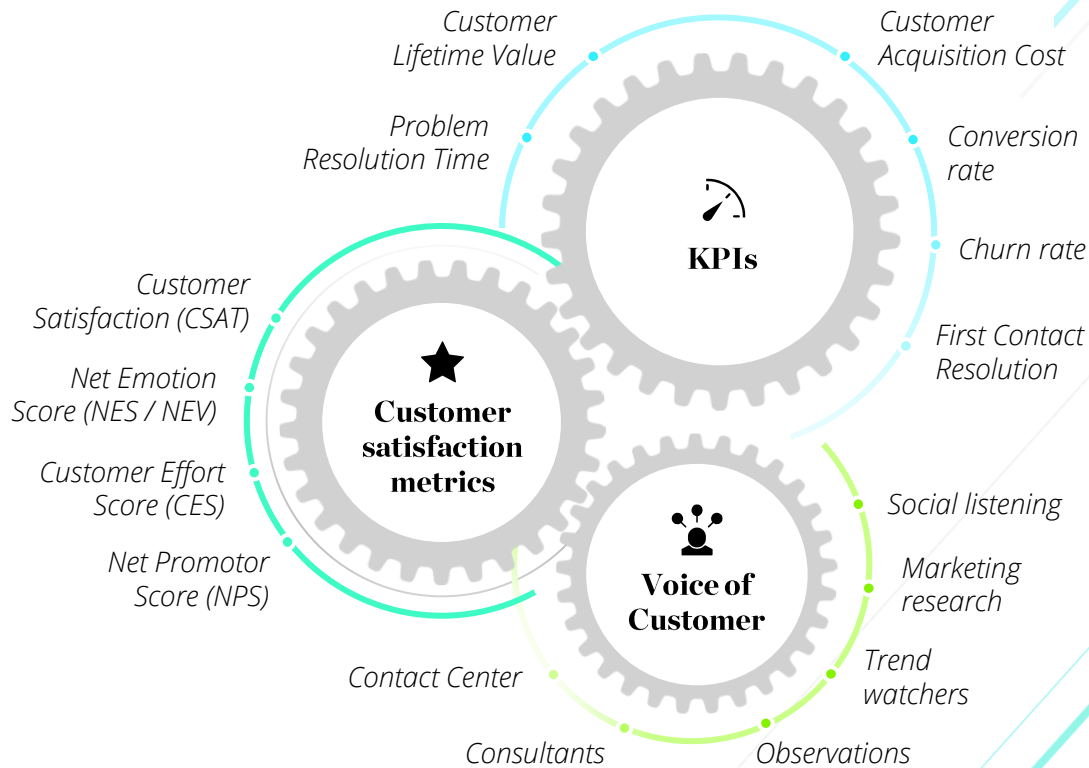 Customer
Lifetime Value
Customer
Acquisition Cost
Problem
Resolution Time
Conversion
rate
KPIs
Churn rate
First Contact
Resolution
Customer
Satisfaction (CSAT)
Net Emotion
Score (NES / NEV)
Customer Effort
Score (CES)
Net Promotor
Score (NPS)
Customer
satisfaction
metrics
Social listening
Marketing
research
Voice of
Customer
Trend
watchers
Contact Center
Consultants
Observations